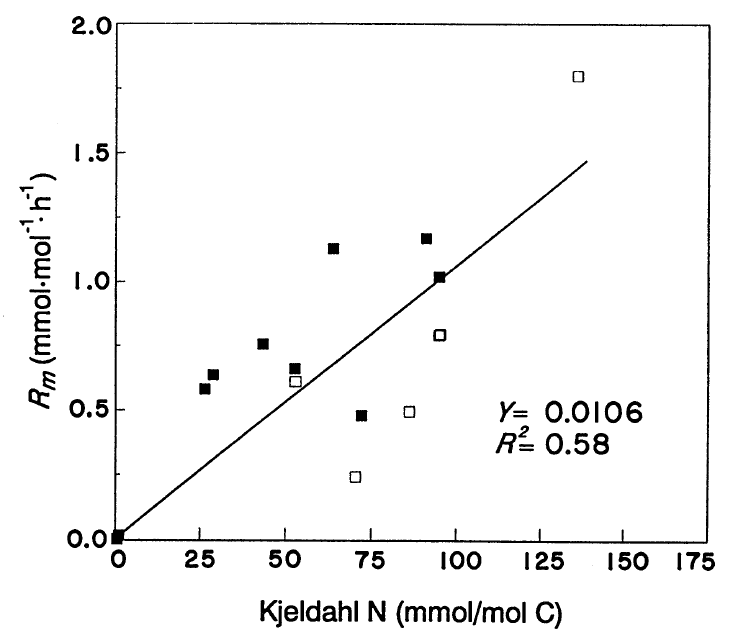 2.0
1.5
1.0
0.5
0.0
R_m (mmol·mol⁻¹·h⁻¹)
Y= 0.0106
R²= 0.58
0 25 50 75 100 125 150 175
Kjeldahl N (mmol/mol C)